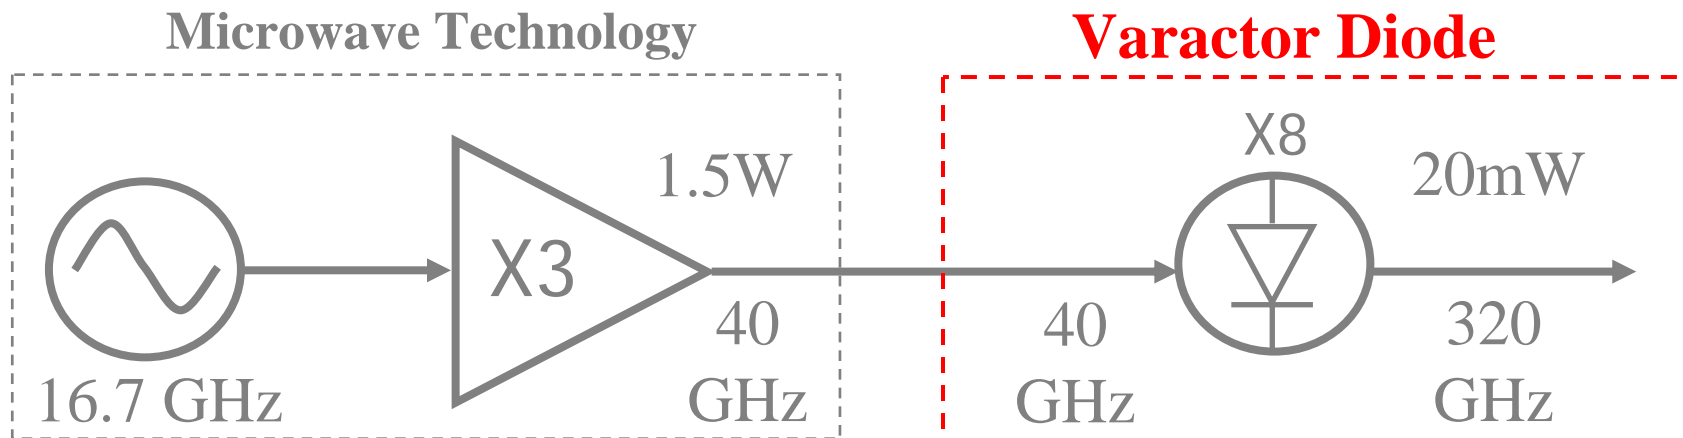 Microwave Technology
Varactor Diode
X8
1.5W
20mW
X3
40
GHz
40
GHz
320
GHz
16.7 GHz